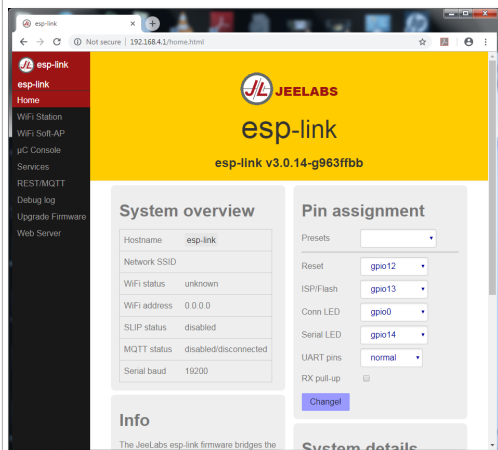 esp-link
Not secure | 192.168.4.1/home.html
JL esp-link
esp-link
Home
WiFi Station
WiFi Soft-AP
µC Console
Services
REST/MQTT
Debug log
Upgrade Firmware
Web Server
JL JEELABS
esp-link
esp-link v3.0.14-g963ffbb
System overview
Hostname esp-link
Network SSID
WiFi status unknown
WiFi address 0.0.0.0
SLIP status disabled
MQTT status disabled/disconnected
Serial baud 19200
Info
The JeeLabs esp-link firmware bridges the
Pin assignment
Presets
Reset gpio12
ISP/Flash gpio13
Conn LED gpio0
Serial LED gpio14
UART pins normal
RX pull-up
Change!
System details